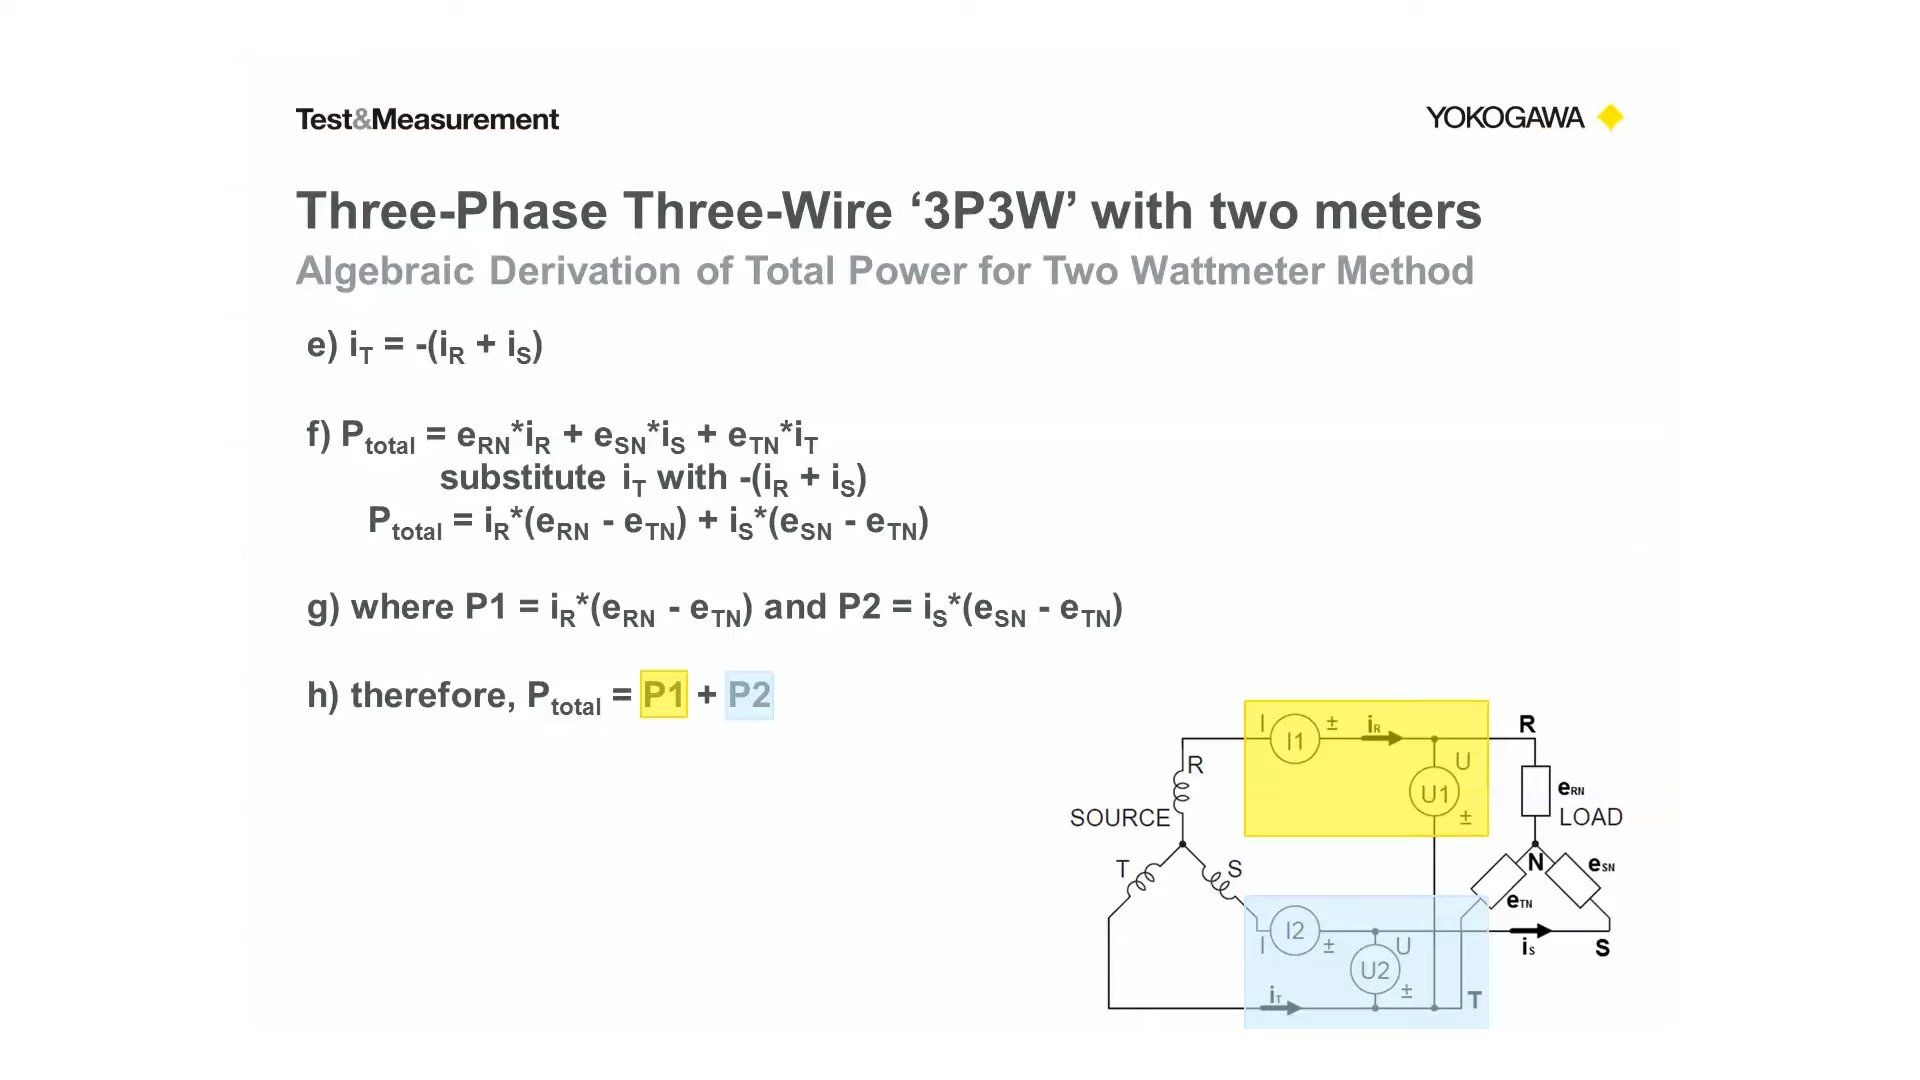 Test&Measurement
YOKOGAWA
Three-Phase Three-Wire ‘3P3W’ with two meters
Algebraic Derivation of Total Power for Two Wattmeter Method
e) iT = -(iR + iS)
f) Ptotal = eRN*iR + eSN*iS + eTN*iT
substitute iT with -(iR + iS)
Ptotal = iR*(eRN - eTN) + iS*(eSN - eTN)
g) where P1 = iR*(eRN - eTN) and P2 = iS*(eSN - eTN)
h) therefore, Ptotal = P1 + P2
I
I1
±
iR
R
R
U
U1
±
eRN
SOURCE
LOAD
T
S
N
eSN
eTN
I
I2
±
U
U2
±
iS
S
iT
T